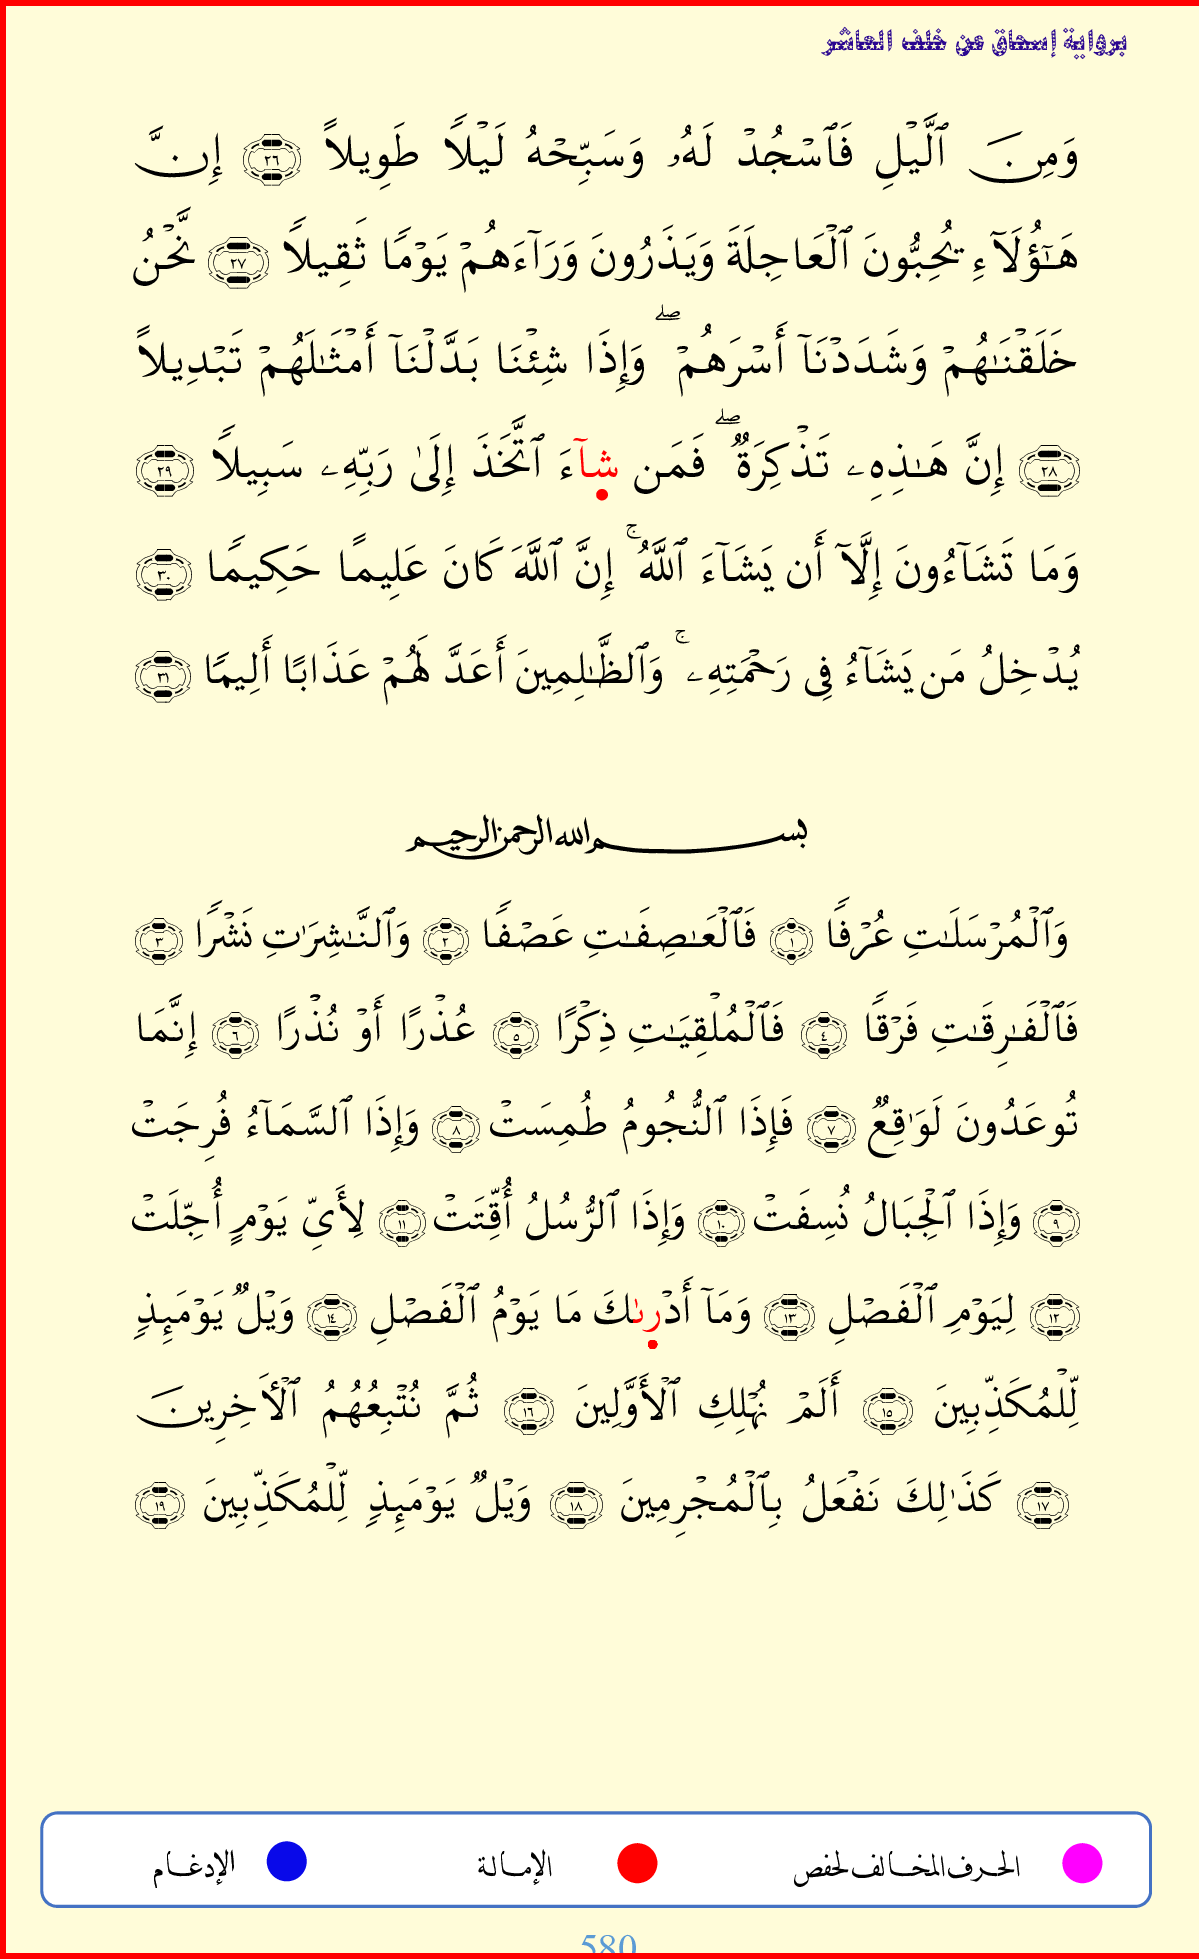 برواية إسحاق عن خلف العاشر
وَمِنَ ٱلَّيۡلِ فَٱسۡجُدۡ لَهُۥ وَسَبِّحۡهُ لَيۡلًا طَوِيلًا ٢٦ إِنَّ
هَـٰٓؤُلَآءِ يُحِبُّونَ ٱلۡعَاجِلَةَ وَيَذَرُونَ وَرَآءَهُمۡ يَوۡمًا ثَقِيلًا ٢٧ نَّحۡنُ
خَلَقۡنَـٰهُمۡ وَشَدَدۡنَآ أَسۡرَهُمۡۖ وَإِذَا شِئۡنَا بَدَّلۡنَآ أَمۡثَـٰلَهُمۡ تَبۡدِيلًا
٢٨ إِنَّ هَـٰذِهِۦ تَذۡكِرَةٌۖ فَمَن شَآءَ ٱتَّخَذَ إِلَىٰ رَبِّهِۦ سَبِيلًا ٢٩
وَمَا تَشَآءُونَ إِلَّآ أَن يَشَآءَ ٱللَّهُۚ إِنَّ ٱللَّهَ كَانَ عَلِيمًا حَكِيمًا ٣٠
يُدۡخِلُ مَن يَشَآءُ فِى رَحۡمَتِهِۦۚ وَٱلظَّـٰلِمِينَ أَعَدَّ لَهُمۡ عَذَابًا أَلِيمًا ٣١
بسم الله الرحمن الرحيم
وَٱلۡمُرۡسَلَـٰتِ عُرۡفًا ١ فَٱلۡعَـٰصِفَـٰتِ عَصۡفًا ٢ وَٱلنَّـٰشِرَٰتِ نَشۡرًا ٣
فَٱلۡفَـٰرِقَـٰتِ فَرۡقًا ٤ فَٱلۡمُلۡقِيَـٰتِ ذِكۡرًا ٥ عُذۡرًا أَوۡ نُذۡرًا ٦ إِنَّمَا
تُوعَدُونَ لَوَٰقِعٌ ٧ فَإِذَا ٱلنُّجُومُ طُمِسَتۡ ٨ وَإِذَا ٱلسَّمَآءُ فُرِجَتۡ
٩ وَإِذَا ٱلۡجِبَالُ نُسِفَتۡ ١٠ وَإِذَا ٱلرُّسُلُ أُقِّتَتۡ ١١ لِأَىِّ يَوۡمٍ أُجِّلَتۡ
١٢ لِيَوۡمِ ٱلۡفَصۡلِ ١٣ وَمَآ أَدۡرىٰكَ مَا يَوۡمُ ٱلۡفَصۡلِ ١٤ وَيۡلٌ يَوۡمَئِذٍ
لِّلۡمُكَذِّبِينَ ١٥ أَلَمۡ نُهۡلِكِ ٱلۡأَوَّلِينَ ١٦ ثُمَّ نُتۡبِعُهُمُ ٱلۡأَخِرِينَ
١٧ كَذَٰلِكَ نَفۡعَلُ بِٱلۡمُجۡرِمِينَ ١٨ وَيۡلٌ يَوۡمَئِذٍ لِّلۡمُكَذِّبِينَ ١٩
الحرف المخالف لحفص الإمالة الإدغام
580